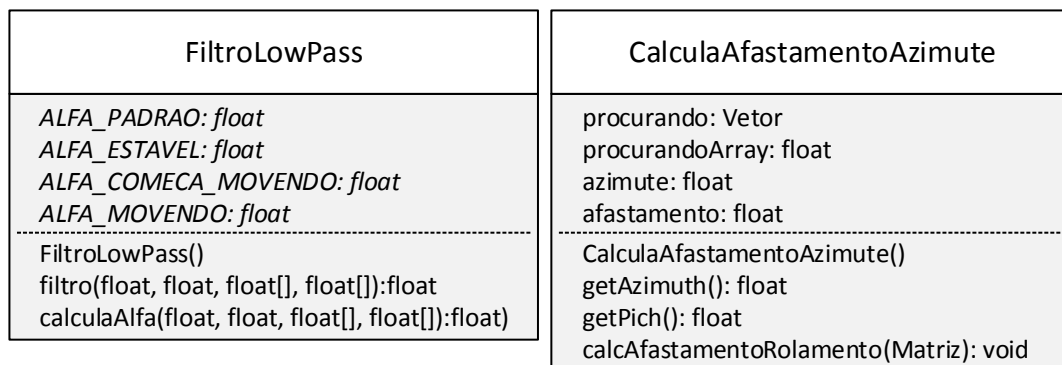 FiltroLowPass
ALFA_PADRAO: float
ALFA_ESTAVEL: float
ALFA_COMECA_MOVENDO: float
ALFA_MOVENDO: float
FiltroLowPass()
filtro(float, float, float[], float[]):float
calculaAlfa(float, float, float[], float[]):float)
CalculaAfastamentoAzimute
procurando: Vetor
procurandoArray: float
azimute: float
afastamento: float
CalculaAfastamentoAzimute()
getAzimuth(): float
getPich(): float
calcAfastamentoRolamento(Matriz): void